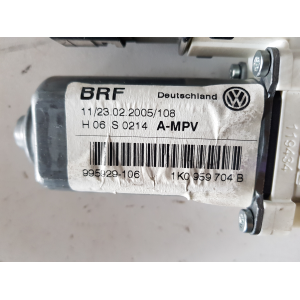 BRF Deutschland
11/23.02.2005/108
H 06 S 0214 A-MPV
995929-106 1K0 959 704 B